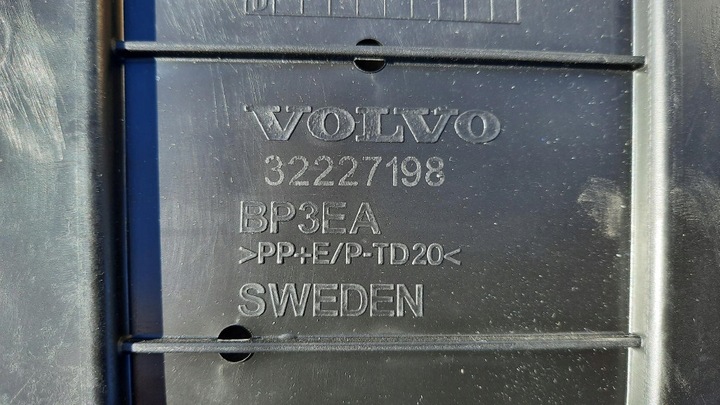 VOLVO
32227198
BP3EA
>PP+E/P-TD20<
SWEDEN